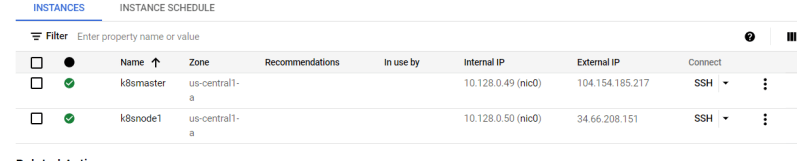 INSTANCES INSTANCE SCHEDULE
Filter Enter property name or value
Name Zone Recommendations In use by Internal IP External IP Connect
k8smaster us-central1-a 10.128.0.49 (nic0) 104.154.185.217 SSH
k8snode1 us-central1-a 10.128.0.50 (nic0) 34.66.208.151 SSH